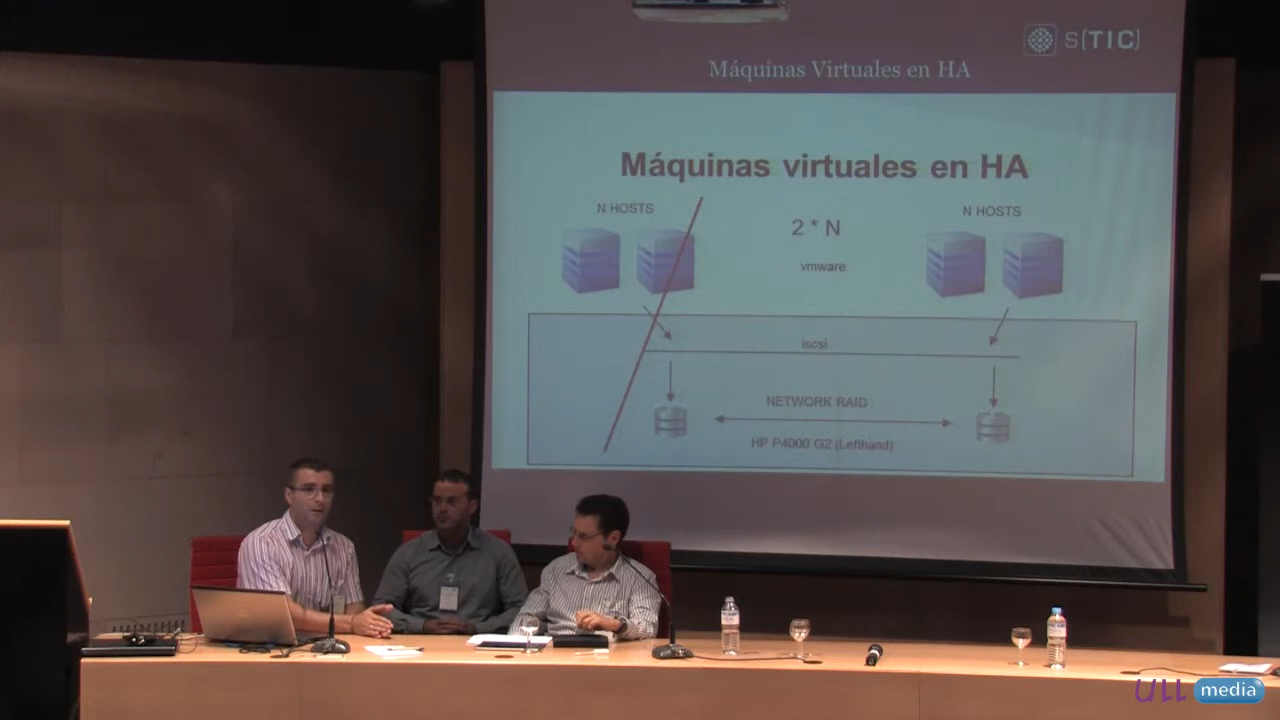 S[TIC]
Máquinas Virtuales en HA
Máquinas virtuales en HA
N HOSTS
N HOSTS
2 * N
vmware
iscsi
NETWORK RAID
HP P4000 G2 (Lefthand)
ULL media